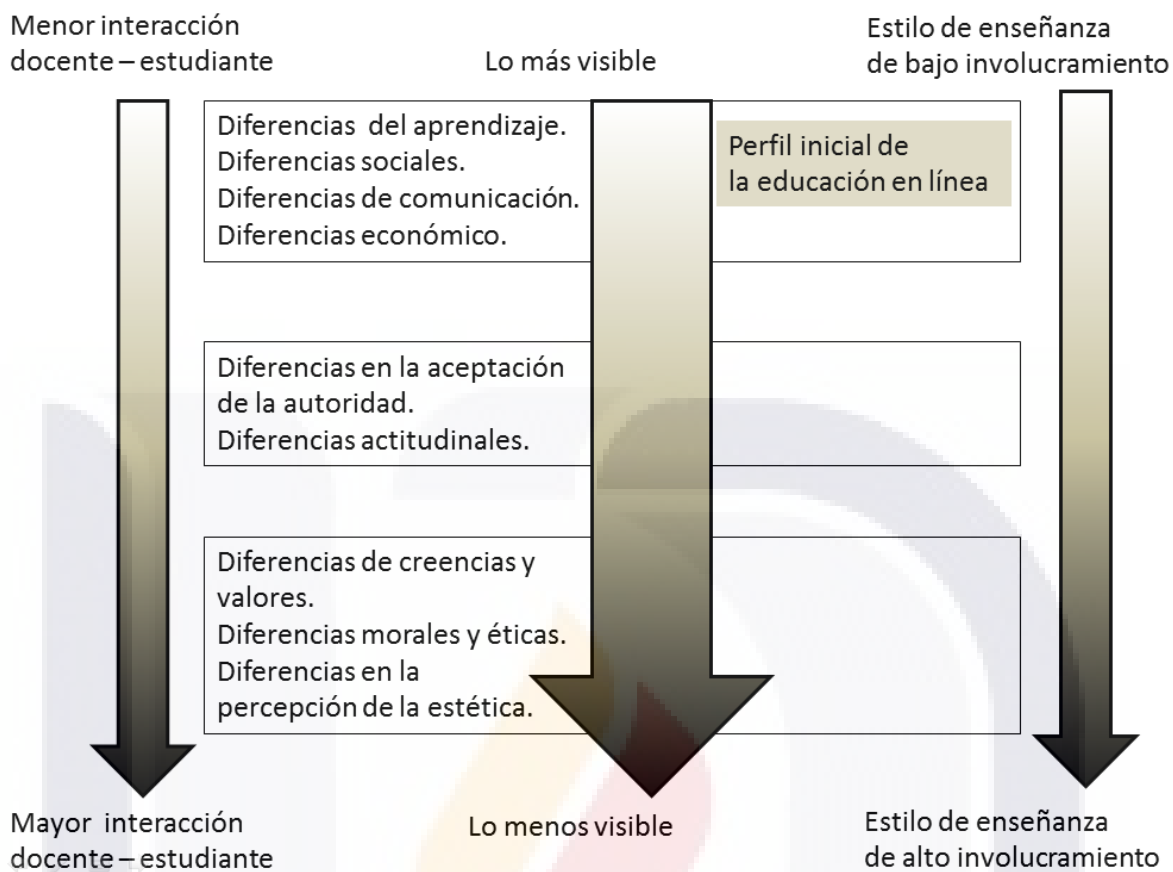 Menor interacción
docente – estudiante
Lo más visible
Estilo de enseñanza
de bajo involucramiento
Diferencias del aprendizaje.
Diferencias sociales.
Diferencias de comunicación.
Diferencias económico.
Perfil inicial de
la educación en línea
Diferencias en la aceptación
de la autoridad.
Diferencias actitudinales.
Diferencias de creencias y
valores.
Diferencias morales y éticas.
Diferencias en la
percepción de la estética.
Mayor interacción
docente – estudiante
Lo menos visible
Estilo de enseñanza
de alto involucramiento